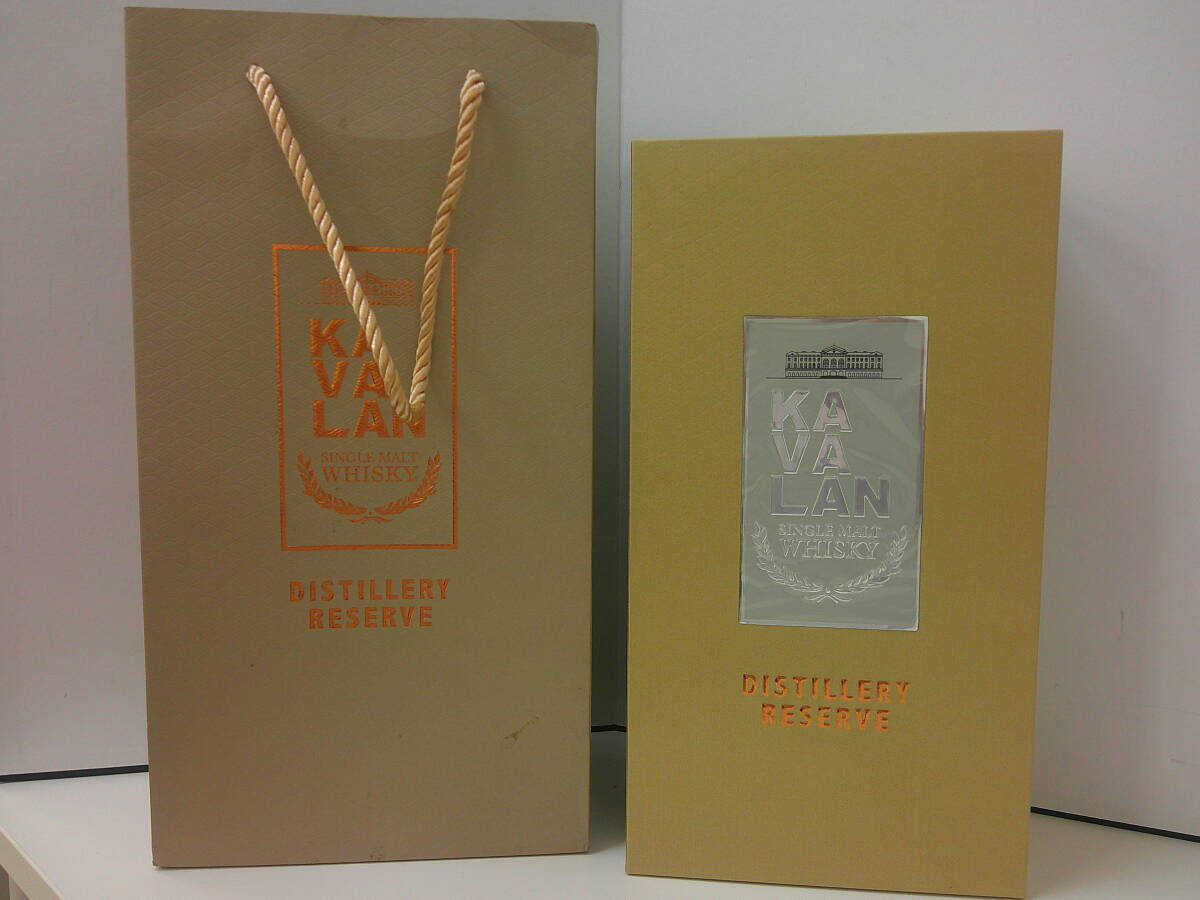 KA
VA
LAN
SINGLE MALT
WHISKY
DISTILLERY
RESERVE
KA
VA
LAN
SINGLE MALT
WHISKY
DISTILLERY
RESERVE